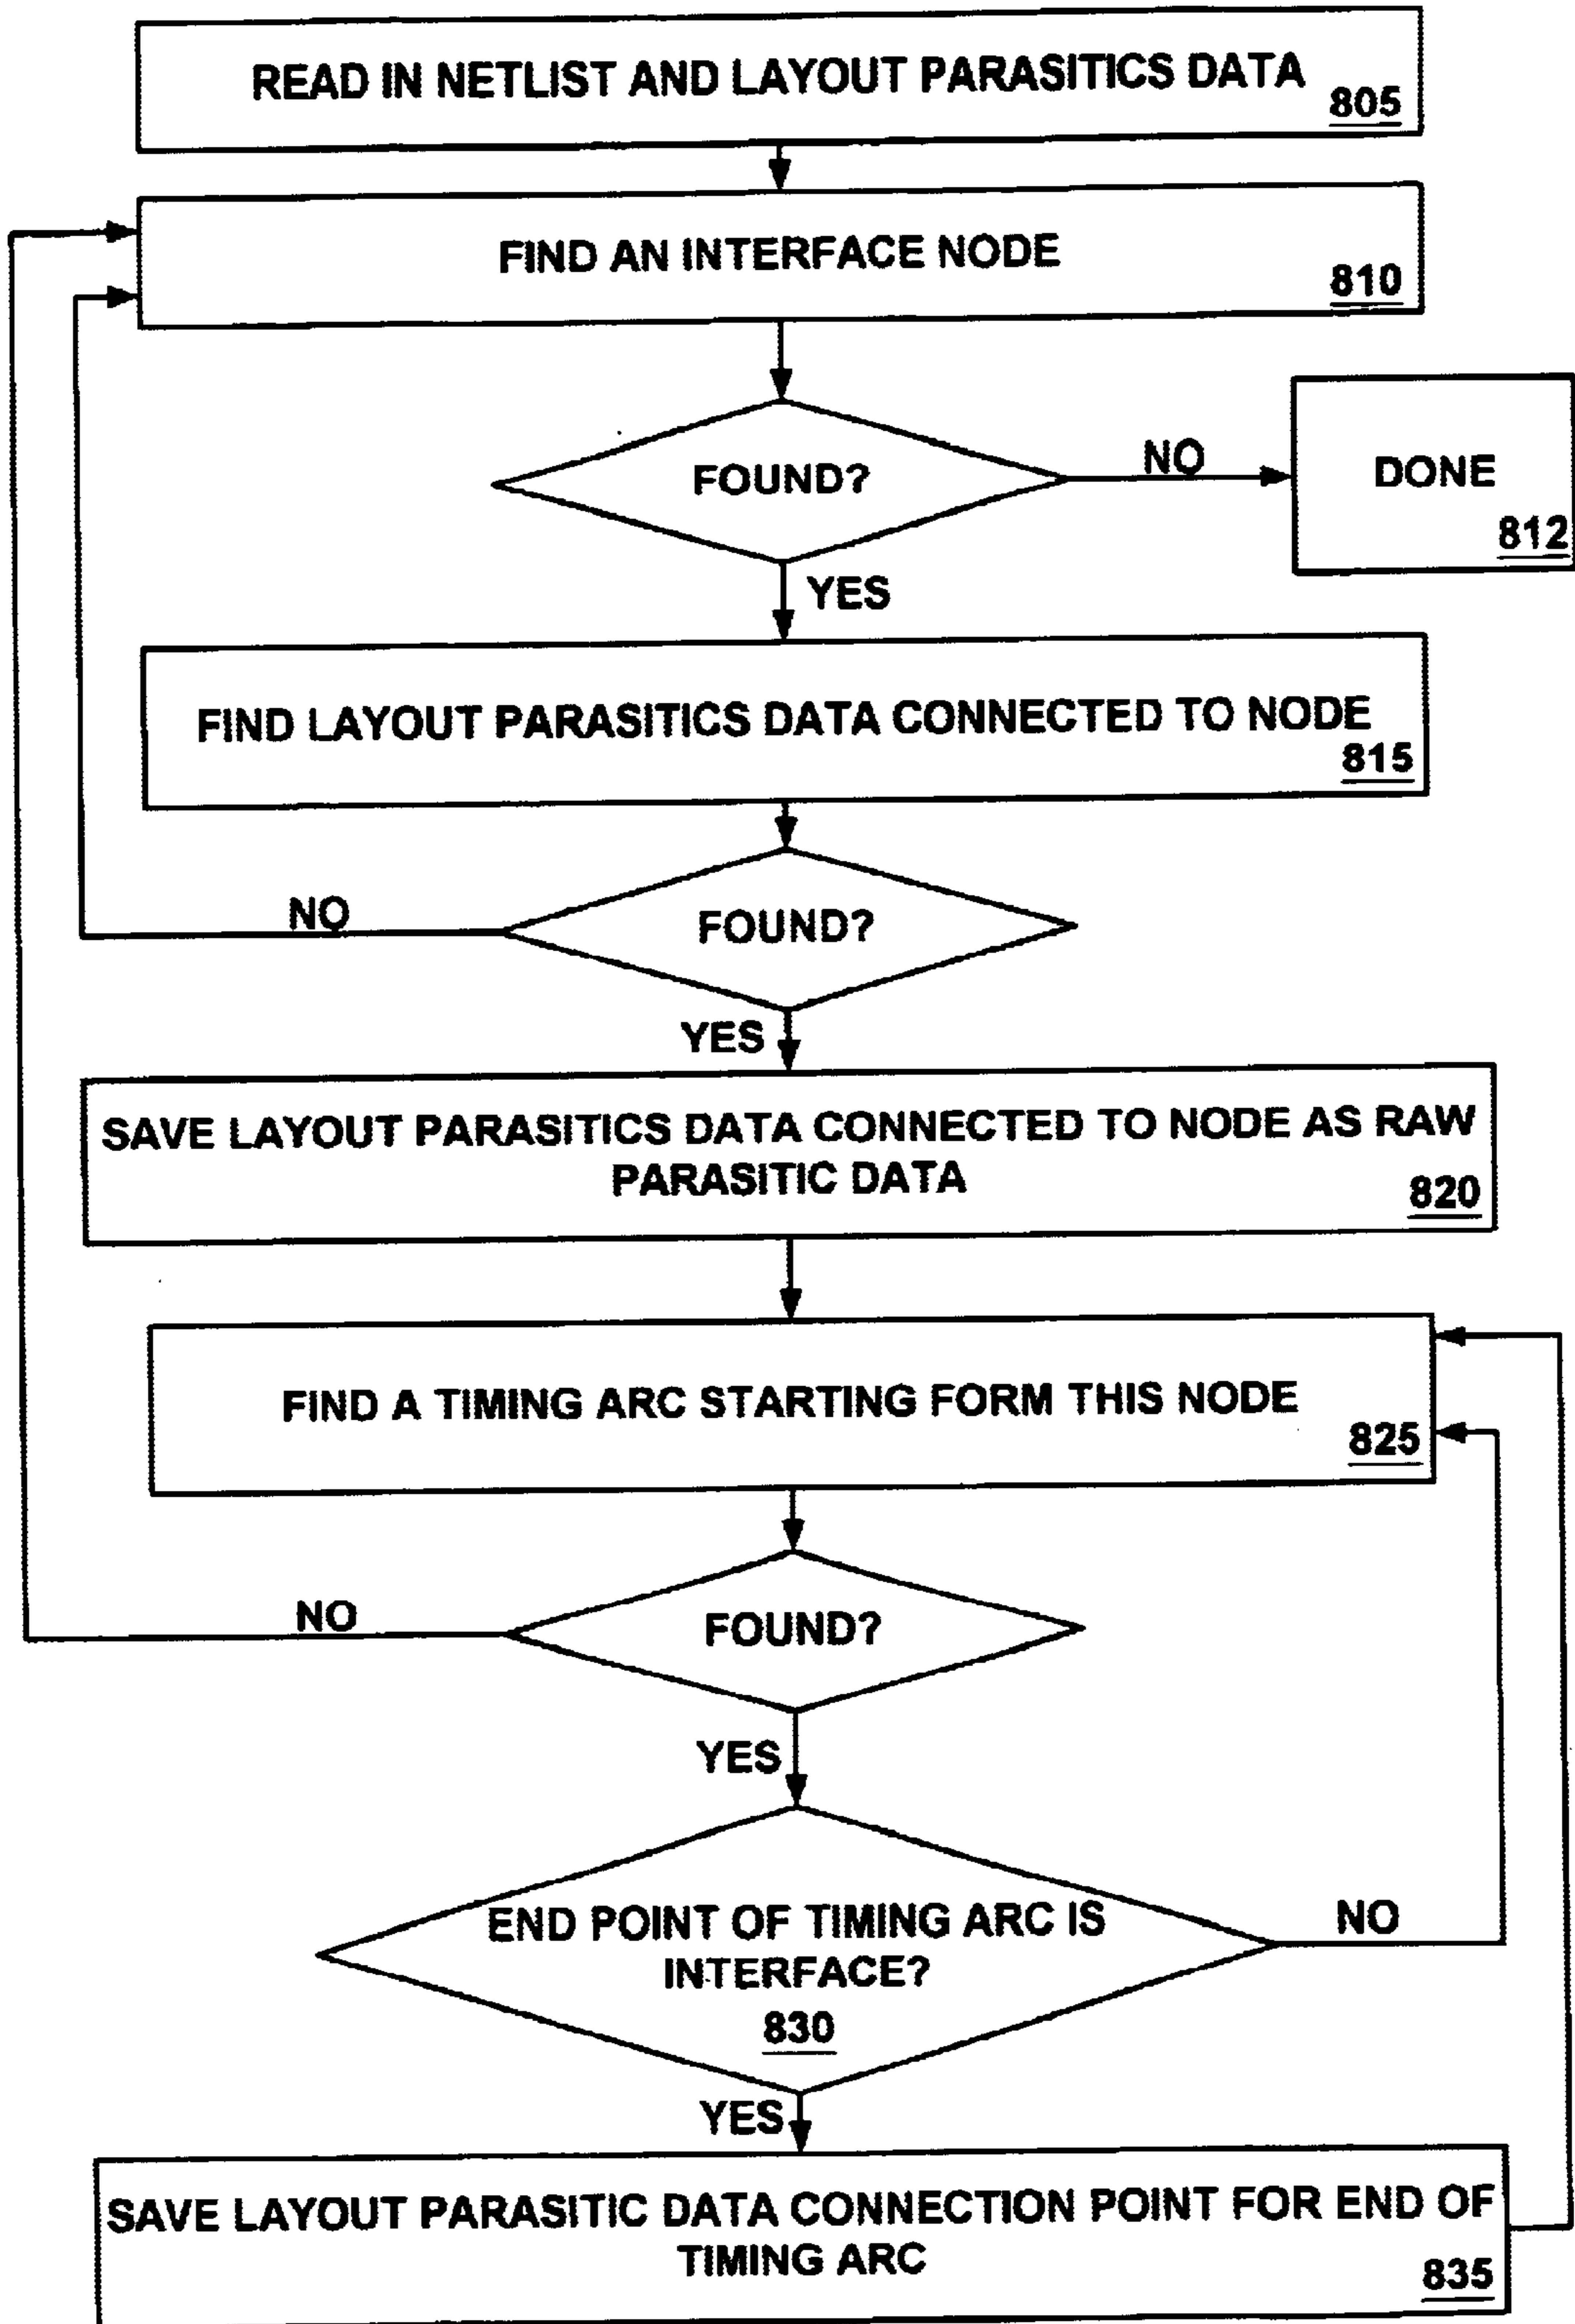 READ IN NETLIST AND LAYOUT PARASITICS DATA
805
FIND AN INTERFACE NODE
810
FOUND?
NO
DONE
812
YES
FIND LAYOUT PARASITICS DATA CONNECTED TO NODE
815
NO
FOUND?
YES
SAVE LAYOUT PARASITICS DATA CONNECTED TO NODE AS RAW
PARASITIC DATA
820
FIND A TIMING ARC STARTING FORM THIS NODE
825
NO
FOUND?
YES
END POINT OF TIMING ARC IS
INTERFACE?
830
NO
YES
SAVE LAYOUT PARASITIC DATA CONNECTION POINT FOR END OF
TIMING ARC
835